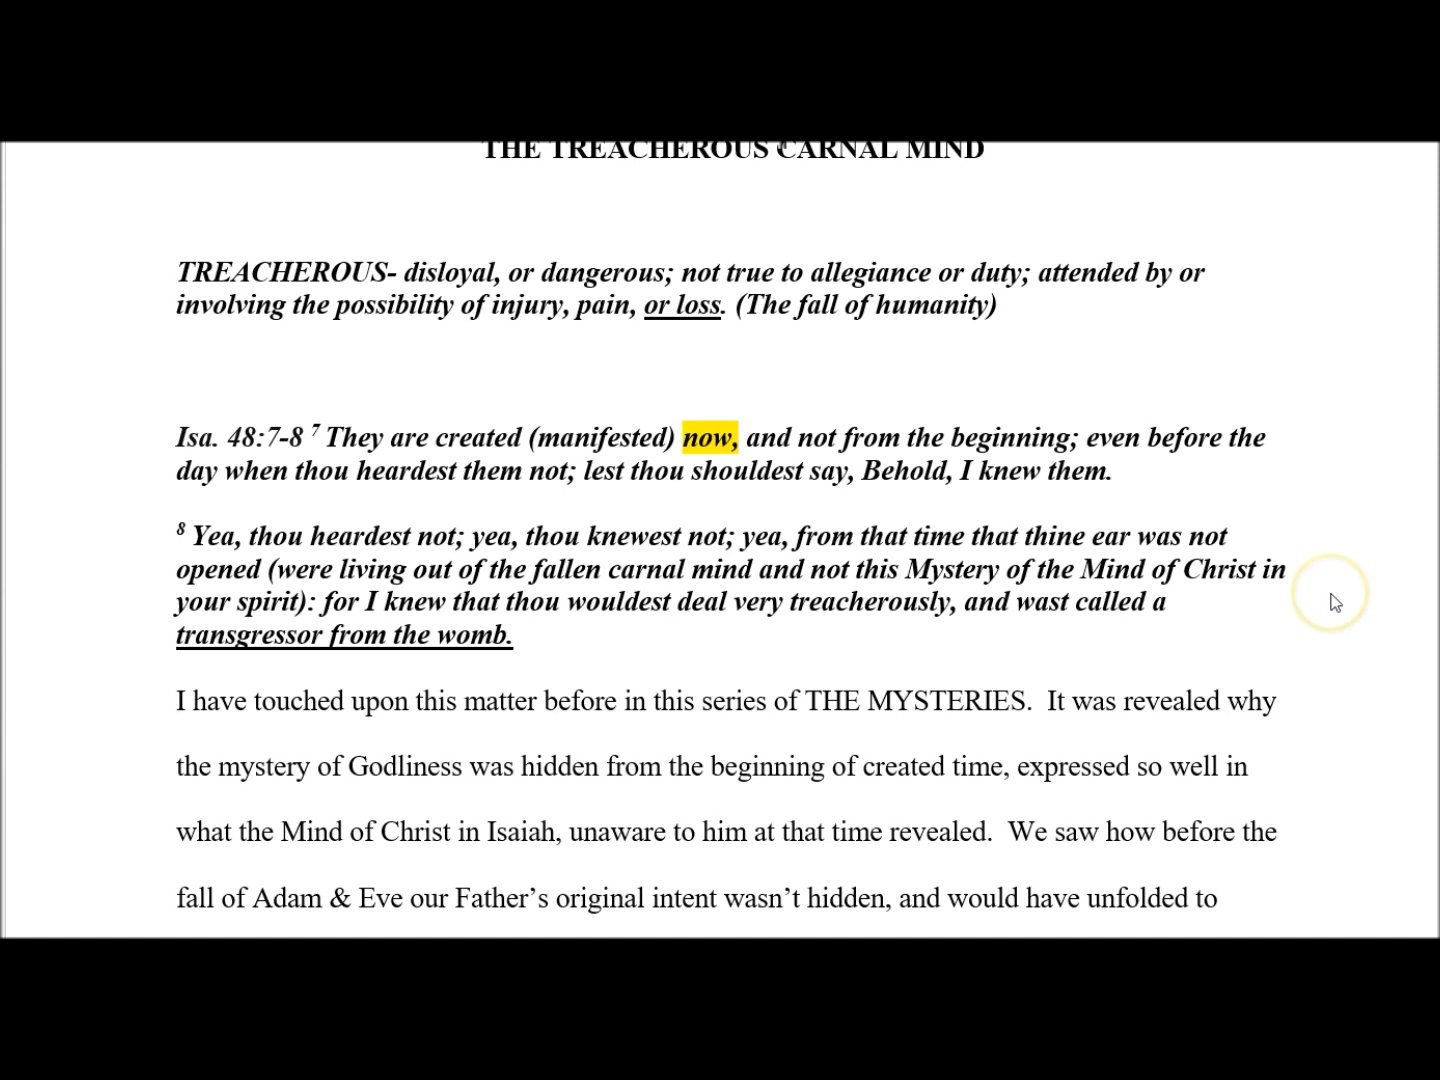 THE TREACHEROUS CARNAL MIND
TREACHEROUS- disloyal, or dangerous; not true to allegiance or duty; attended by or
involving the possibility of injury, pain, or loss. (The fall of humanity)
Isa. 48:7-8 7 They are created (manifested) now, and not from the beginning; even before the
day when thou heardest them not; lest thou shouldest say, Behold, I knew them.
8 Yea, thou heardest not; yea, thou knewest not; yea, from that time that thine ear was not
opened (were living out of the fallen carnal mind and not this Mystery of the Mind of Christ in
your spirit): for I knew that thou wouldest deal very treacherously, and wast called a
transgressor from the womb.
I have touched upon this matter before in this series of THE MYSTERIES.  It was revealed why
the mystery of Godliness was hidden from the beginning of created time, expressed so well in
what the Mind of Christ in Isaiah, unaware to him at that time revealed.  We saw how before the
fall of Adam & Eve our Father’s original intent wasn’t hidden, and would have unfolded to